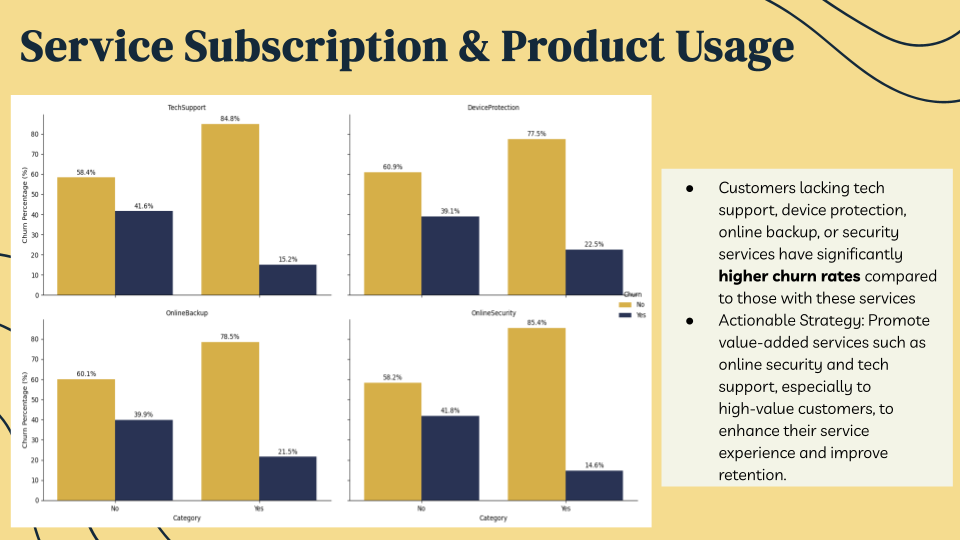 Service Subscription & Product Usage
TechSupport
Churn Percentage (%)
80
70
60
50
40
30
20
10
0
58.4%
41.6%
84.8%
15.2%
DeviceProtection
60.9%
39.1%
77.5%
22.5%
OnlineBackup
Churn Percentage (%)
80
70
60
50
40
30
20
10
0
60.1%
39.9%
78.5%
21.5%
No
Yes
Category
OnlineSecurity
58.2%
41.8%
85.4%
14.6%
No
Yes
Category
Churn
No
Yes
● Customers lacking tech
support, device protection,
online backup, or security
services have significantly
higher churn rates compared
to those with these services
● Actionable Strategy: Promote
value-added services such as
online security and tech
support, especially to
high-value customers, to
enhance their service
experience and improve
retention.